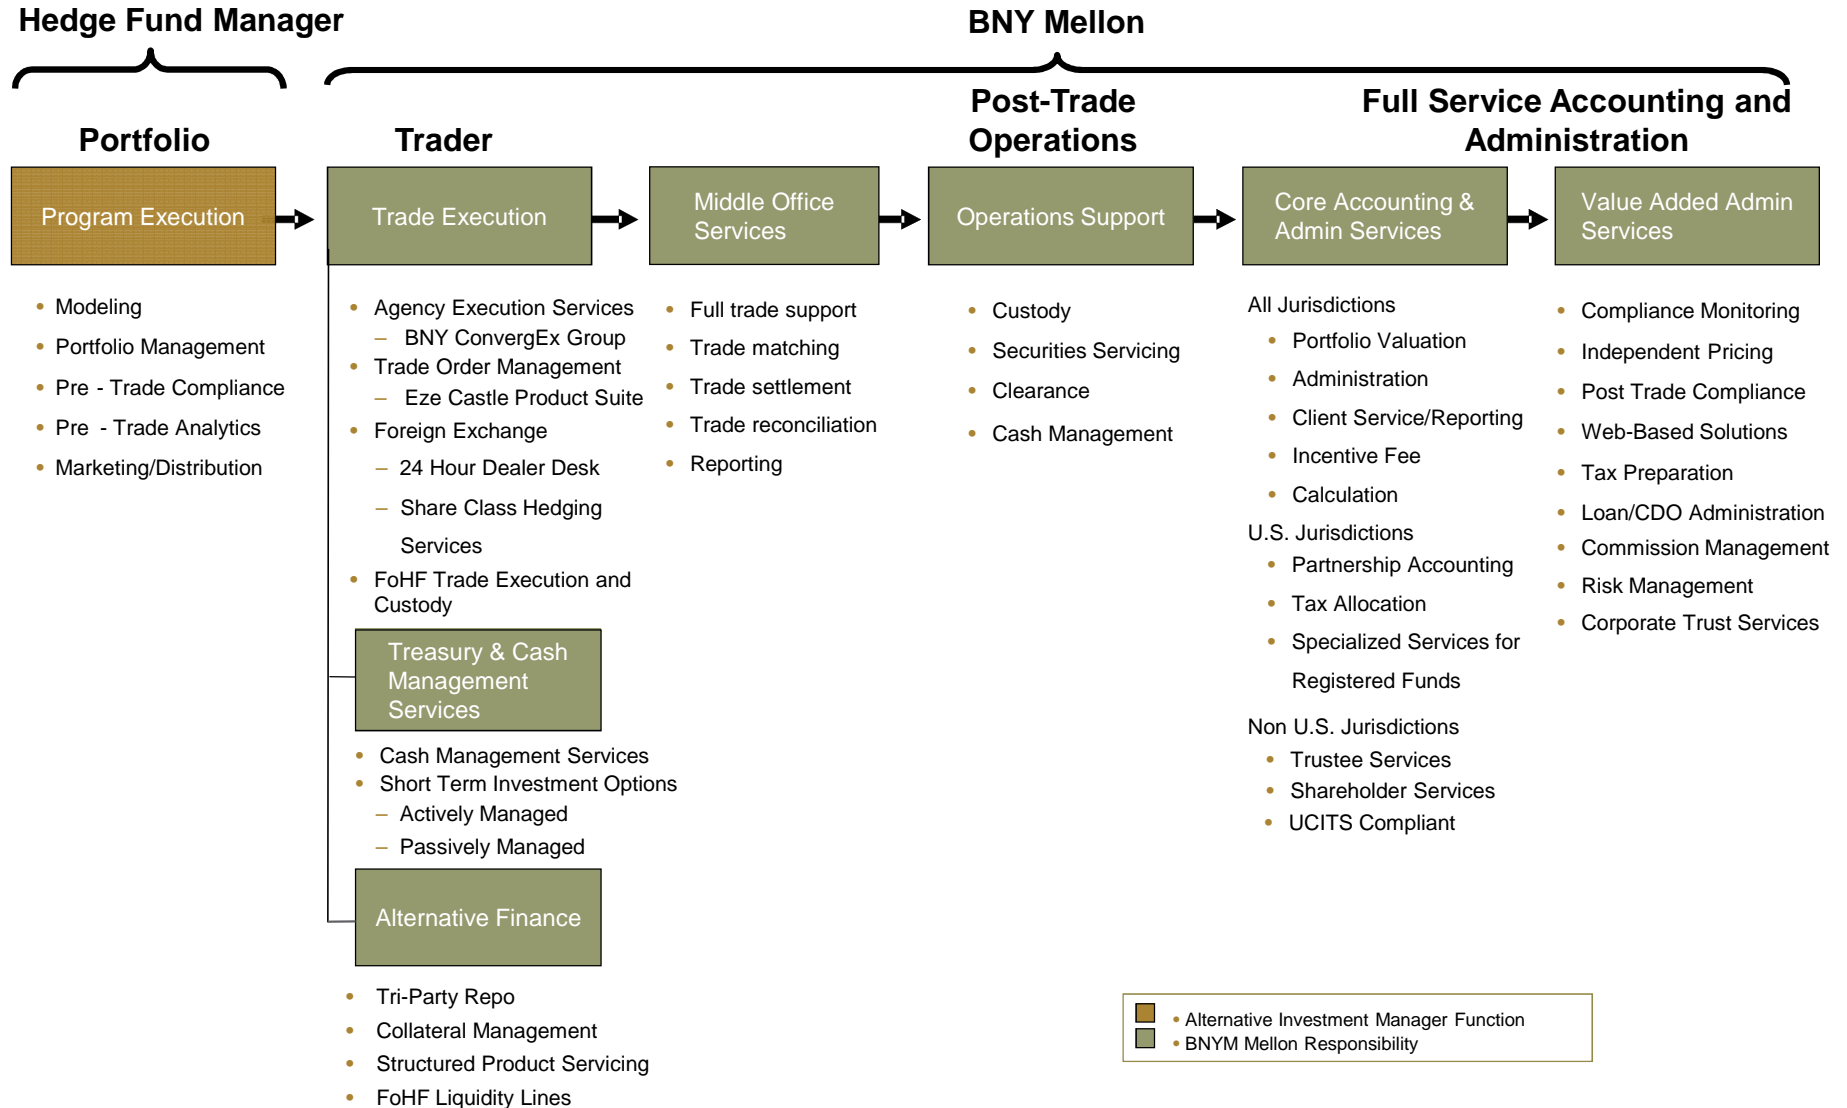 Hedge Fund Manager
BNY Mellon
Portfolio
Trader
Post-Trade
Operations
Full Service Accounting and
Administration
Program Execution
Trade Execution
Middle Office
Services
Operations Support
Core Accounting &
Admin Services
Value Added Admin
Services
• Modeling
• Portfolio Management
• Pre - Trade Compliance
• Pre - Trade Analytics
• Marketing/Distribution
• Agency Execution Services
– BNY ConvergEx Group
• Trade Order Management
– Eze Castle Product Suite
• Foreign Exchange
– 24 Hour Dealer Desk
– Share Class Hedging
Services
• FoHF Trade Execution and
Custody
Treasury & Cash
Management
Services
• Cash Management Services
• Short Term Investment Options
– Actively Managed
– Passively Managed
Alternative Finance
• Tri-Party Repo
• Collateral Management
• Structured Product Servicing
• FoHF Liquidity Lines
• Full trade support
• Trade matching
• Trade settlement
• Trade reconciliation
• Reporting
• Custody
• Securities Servicing
• Clearance
• Cash Management
All Jurisdictions
• Portfolio Valuation
• Administration
• Client Service/Reporting
• Incentive Fee
• Calculation
U.S. Jurisdictions
• Partnership Accounting
• Tax Allocation
• Specialized Services for
Registered Funds
Non U.S. Jurisdictions
• Trustee Services
• Shareholder Services
• UCITS Compliant
• Compliance Monitoring
• Independent Pricing
• Post Trade Compliance
• Web-Based Solutions
• Tax Preparation
• Loan/CDO Administration
• Commission Management
• Risk Management
• Corporate Trust Services
• Alternative Investment Manager Function
• BNYM Mellon Responsibility